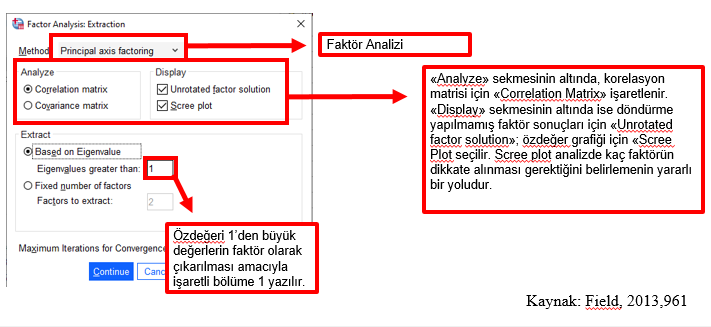 Factor Analysis: Extraction
Method: Principal axis factoring
Faktör Analizi
Analyze
Correlation matrix
Covariance matrix
Display
Unrotated factor solution
Scree plot
«Analyze» sekmesinin altında, korelasyon
matrisi için «Correlation Matrix» işaretlenir.
«Display» sekmesinin altında ise döndürme
yapılmamış faktör sonuçları için «Unrotated
factor solution»; özdeğer grafiği için «Scree
Plot seçilir. Scree plot analizde kaç faktörün
dikkate alınması gerektiğini belirlemenin yararlı
bir yoludur.
Extract
Based on Eigenvalue
Eigenvalues greater than: 1
Fixed number of factors
Factors to extract: 2
Maximum Iterations for Convergence
Continue
Özdeğeri 1’den büyük
değerlerin faktör olarak
çıkarılması amacıyla
işaretli bölüme 1 yazılır.
Kaynak: Field, 2013,961